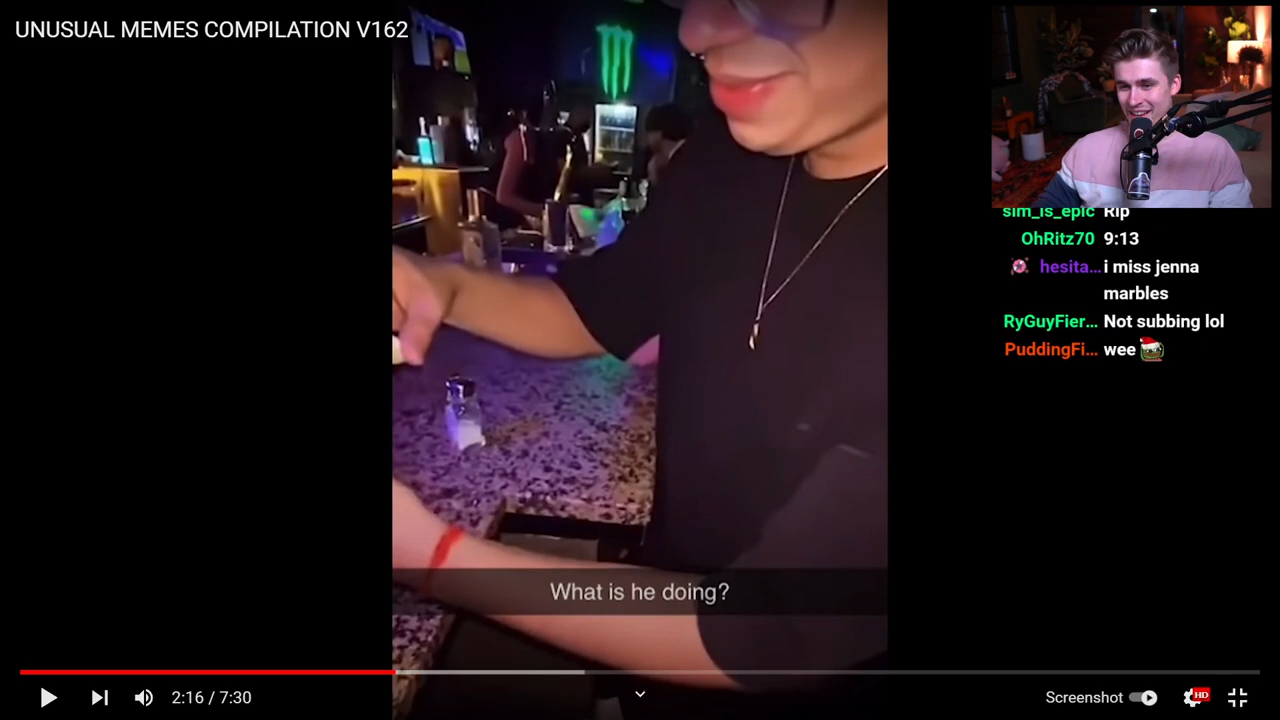 UNUSUAL MEMES COMPILATION V162
sim_is_epic Rip
OhRitz70 9:13
hesita... i miss jenna
marbles
RyGuyFier... Not subbing lol
PuddingFi... wee
What is he doing?
2:16 / 7:30
Screenshot
HD